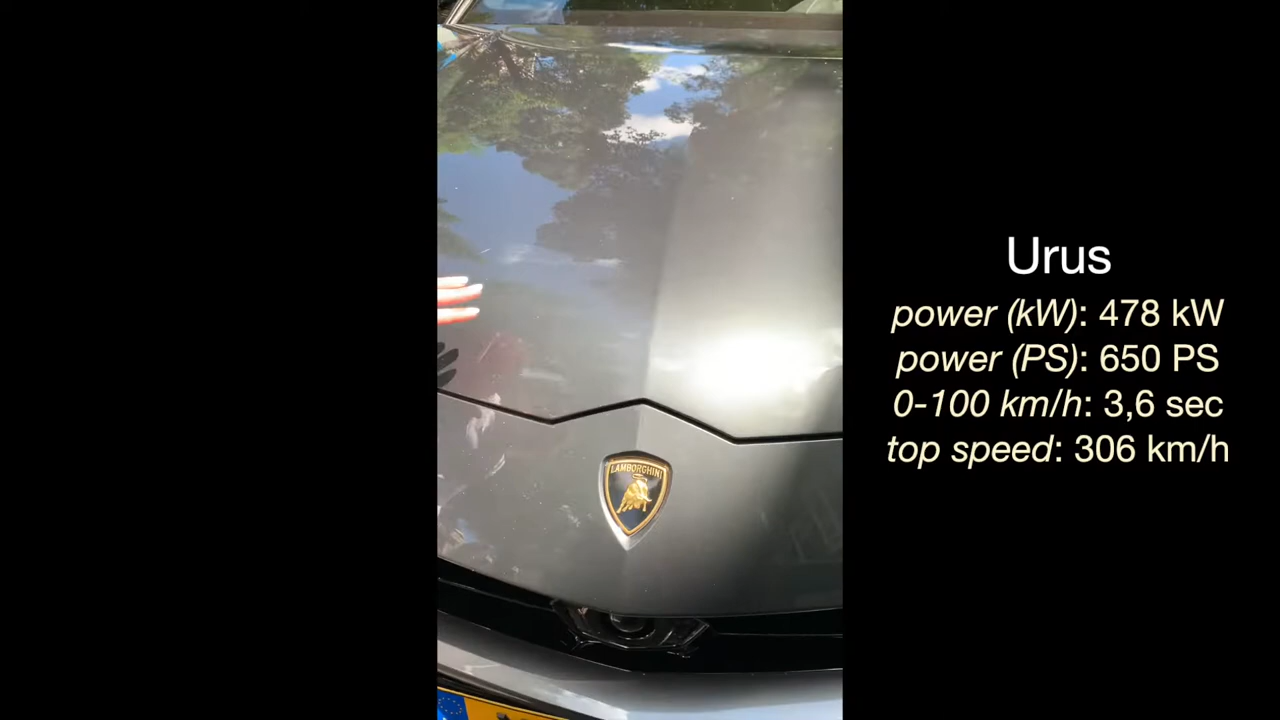 LAMBORGHINI
Urus
power (kW): 478 kW
power (PS): 650 PS
0-100 km/h: 3,6 sec
top speed: 306 km/h